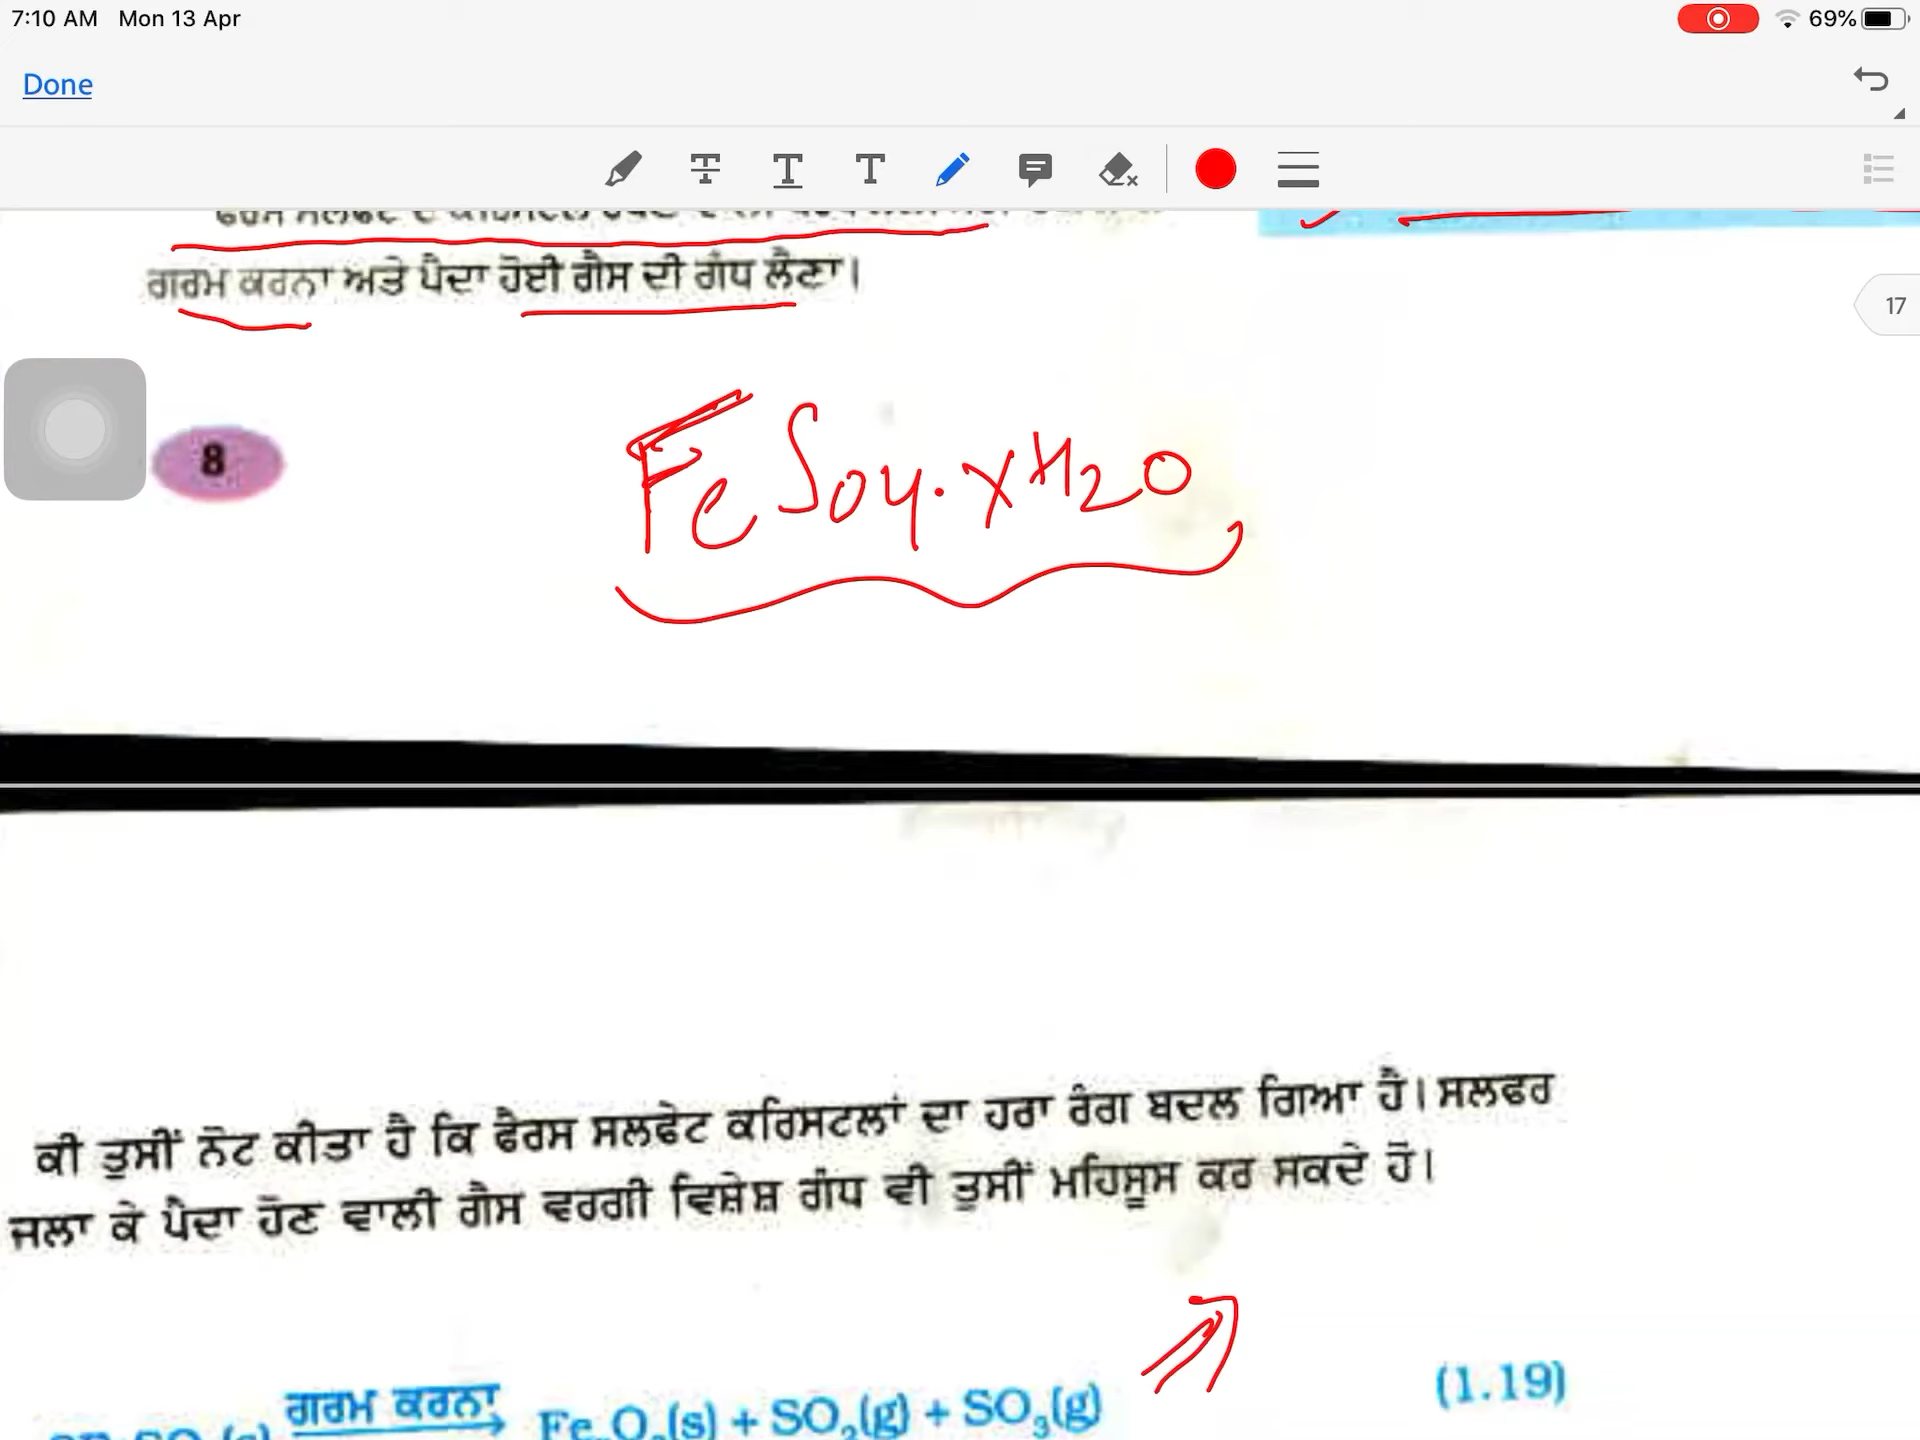 7:10 AM Mon 13 Apr
69%
Done
ਗਰਮ ਕਰਨਾ ਅਤੇ ਪੈਦਾ ਹੋਈ ਗੈਸ ਦੀ ਗੰਧ ਲੈਣਾ।
17
8
FeSO4.XH2O
ਕੀ ਤੁਸੀਂ ਨੋਟ ਕੀਤਾ ਹੈ ਕਿ ਫੈਰਸ ਸਲਫੇਟ ਕਰਿਸਟਲਾਂ ਦਾ ਹਰਾ ਰੰਗ ਬਦਲ ਗਿਆ ਹੈ। ਸਲਫਰ
ਜਲਾ ਕੇ ਪੈਦਾ ਹੋਣ ਵਾਲੀ ਗੈਸ ਵਰਗੀ ਵਿਸ਼ੇਸ਼ ਗੰਧ ਵੀ ਤੁਸੀਂ ਮਹਿਸੂਸ ਕਰ ਸਕਦੇ ਹੋ।
ਗਰਮ ਕਰਨਾ Fe₂O₃(s) + SO₂(g) + SO₃(g) (1.19)